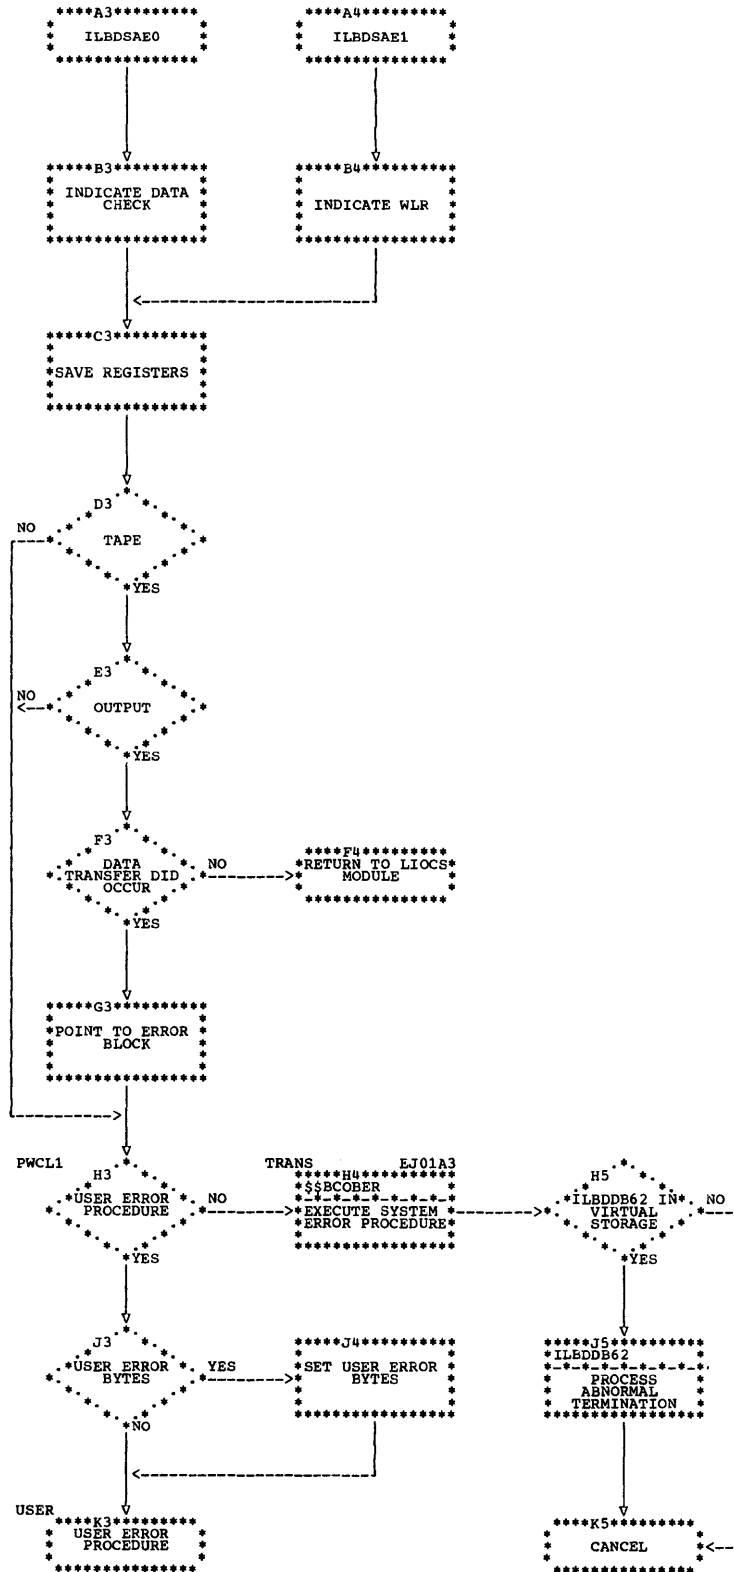 A3 A4
ILBDSAE0 ILBDSAE1
B3 B4
INDICATE DATA
CHECK
INDICATE WLR
C3
SAVE REGISTERS
D3
NO
TAPE
YES
E3
NO
OUTPUT
YES
F3
DATA
TRANSFER DID
OCCUR
NO
YES
F4
RETURN TO LIOCS
MODULE
G3
POINT TO ERROR
BLOCK
PWCL1
H3
USER ERROR
PROCEDURE
NO
YES
TRANS EJ01A3
H4
$$BCOBER
EXECUTE SYSTEM
ERROR PROCEDURE
H5
ILBDDB62 IN
VIRTUAL
STORAGE
NO
YES
J3
USER ERROR
BYTES
YES
NO
J4
SET USER ERROR
BYTES
J5
ILBDDB62
PROCESS
ABNORMAL
TERMINATION
USER
K3
USER ERROR
PROCEDURE
K5
CANCEL